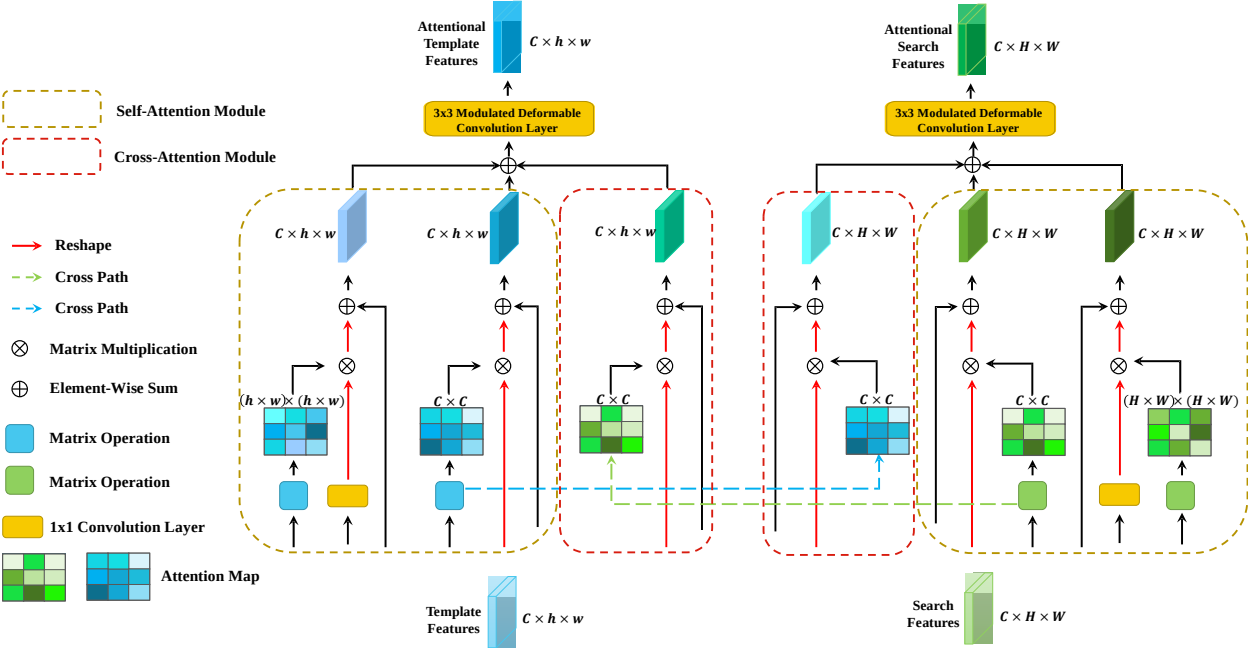 Attentional
Template
Features
C × h × w
Attentional
Search
Features
C × H × W
3x3 Modulated Deformable
Convolution Layer
3x3 Modulated Deformable
Convolution Layer
Self-Attention Module
Cross-Attention Module
C × h × w
C × h × w
C × h × w
C × H × W
C × H × W
C × H × W
Reshape
Cross Path
Cross Path
Matrix Multiplication
Element-Wise Sum
(h × w) × (h × w)
C × C
C × C
C × C
C × C
(H × W) × (H × W)
Matrix Operation
Matrix Operation
1x1 Convolution Layer
Attention Map
Template
Features
C × h × w
Search
Features
C × H × W